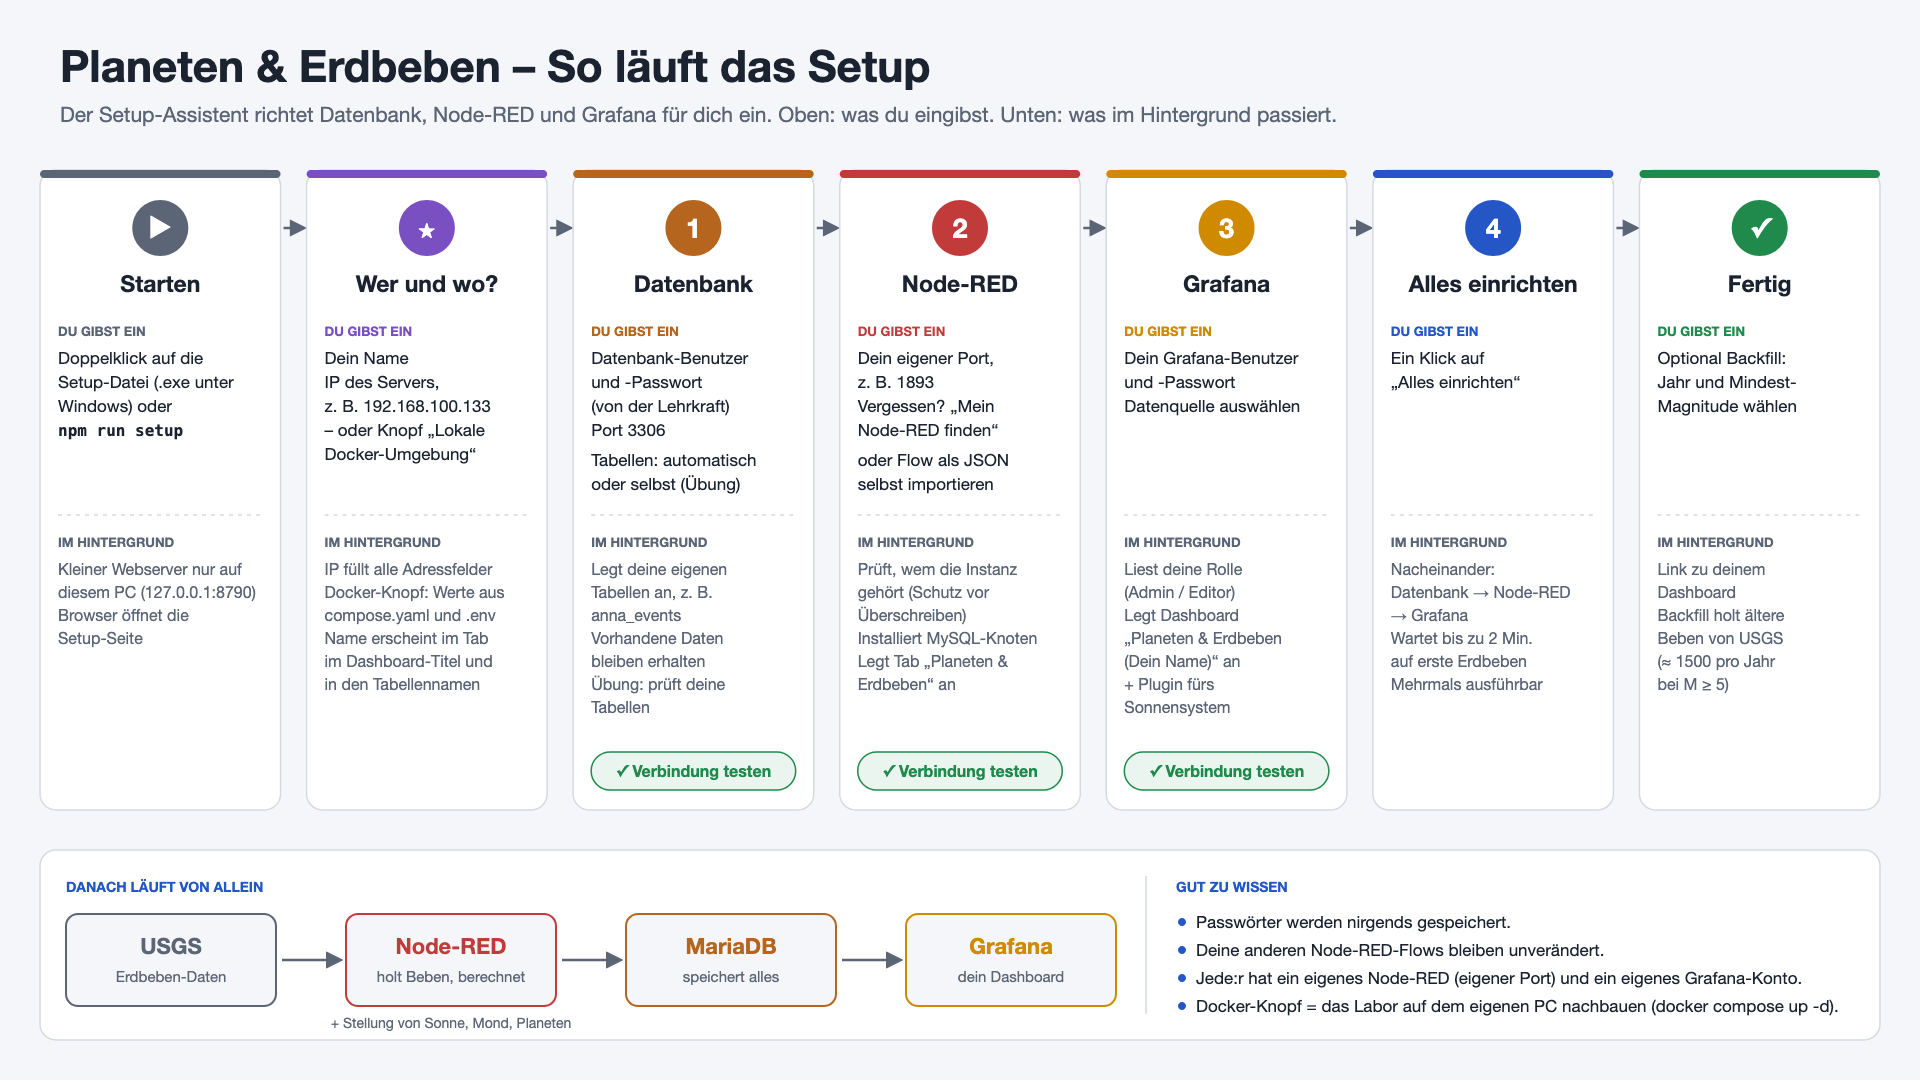 Planeten & Erdbeben – So läuft das Setup
Der Setup-Assistent richtet Datenbank, Node-RED und Grafana für dich ein. Oben: was du eingibst. Unten: was im Hintergrund passiert.
Starten
DU GIBST EIN
Doppelklick auf die
Setup-Datei (.exe unter
Windows) oder
npm run setup
IM HINTERGRUND
Kleiner Webserver nur auf
diesem PC (127.0.0.1:8790)
Browser öffnet die
Setup-Seite
Wer und wo?
DU GIBST EIN
Dein Name
IP des Servers,
z. B. 192.168.100.133
– oder Knopf „Lokale
Docker-Umgebung“
IM HINTERGRUND
IP füllt alle Adressfelder
Docker-Knopf: Werte aus
compose.yaml und .env
Name erscheint im Tab
im Dashboard-Titel und
in den Tabellennamen
1
Datenbank
DU GIBST EIN
Datenbank-Benutzer
und -Passwort
(von der Lehrkraft)
Port 3306
Tabellen: automatisch
oder selbst (Übung)
IM HINTERGRUND
Legt deine eigenen
Tabellen an, z. B.
anna_events
Vorhandene Daten
bleiben erhalten
Übung: prüft deine
Tabellen
✓ Verbindung testen
2
Node-RED
DU GIBST EIN
Dein eigener Port,
z. B. 1893
Vergessen? „Mein
Node-RED finden“
oder Flow als JSON
selbst importieren
IM HINTERGRUND
Prüft, wem die Instanz
gehört (Schutz vor
Überschreiben)
Installiert MySQL-Knoten
Legt Tab „Planeten &
Erdbeben“ an
✓ Verbindung testen
3
Grafana
DU GIBST EIN
Dein Grafana-Benutzer
und -Passwort
Datenquelle auswählen
IM HINTERGRUND
Liest deine Rolle
(Admin / Editor)
Legt Dashboard
„Planeten & Erdbeben
(Dein Name)“ an
+ Plugin fürs
Sonnensystem
✓ Verbindung testen
4
Alles einrichten
DU GIBST EIN
Ein Klick auf
„Alles einrichten“
IM HINTERGRUND
Nacheinander:
Datenbank → Node-RED
→ Grafana
Wartet bis zu 2 Min.
auf erste Erdbeben
Mehrmals ausführbar
Fertig
DU GIBST EIN
Optional Backfill:
Jahr und Mindest-
Magnitude wählen
IM HINTERGRUND
Link zu deinem
Dashboard
Backfill holt ältere
Beben von USGS
(≈ 1500 pro Jahr
bei M ≥ 5)
DANACH LÄUFT VON ALLEIN
USGS
Erdbeben-Daten
Node-RED
holt Beben, berechnet
+ Stellung von Sonne, Mond, Planeten
MariaDB
speichert alles
Grafana
dein Dashboard
GUT ZU WISSEN
• Passwörter werden nirgends gespeichert.
• Deine anderen Node-RED-Flows bleiben unverändert.
• Jede:r hat ein eigenes Node-RED (eigener Port) und ein eigenes Grafana-Konto.
• Docker-Knopf = das Labor auf dem eigenen PC nachbauen (docker compose up -d).